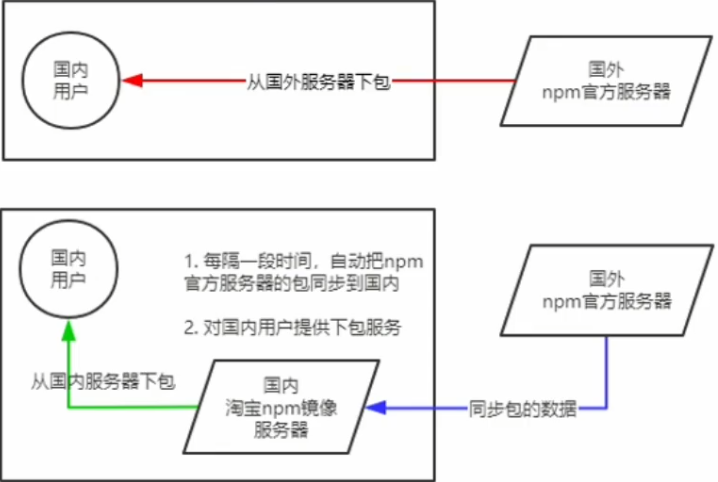 国内
用户
从国外服务器下包
国外
npm官方服务器
国内
用户
1. 每隔一段时间，自动把npm
官方服务器的包同步到国内
2. 对国内用户提供下包服务
国外
npm官方服务器
从国内服务器下包
国内
淘宝npm镜像
服务器
同步包的数据